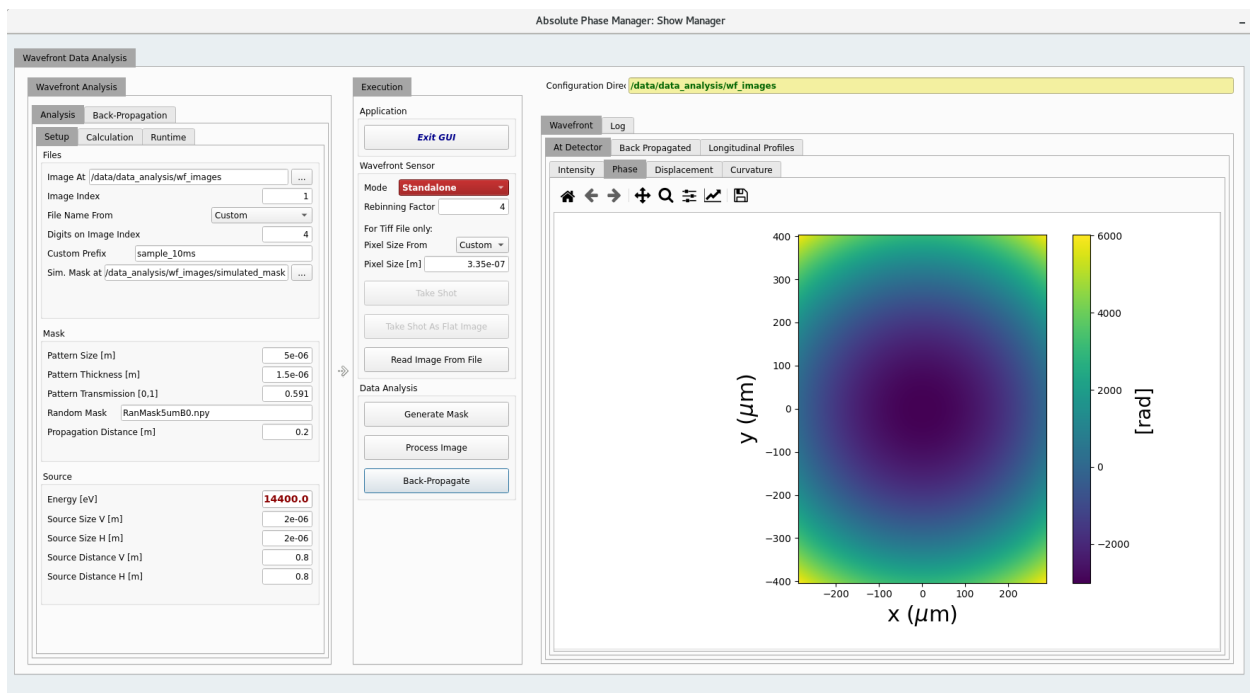 Absolute Phase Manager: Show Manager
Wavefront Data Analysis
Wavefront Analysis
Analysis Back-Propagation
Setup Calculation Runtime
Files
Image At /data/data_analysis/wf_images ...
Image Index 1
File Name From Custom
Digits on Image Index 4
Custom Prefix sample_10ms
Sim. Mask at /data_analysis/wf_images/simulated_mask ...
Mask
Pattern Size [m] 5e-06
Pattern Thickness [m] 1.5e-06
Pattern Transmission [0,1] 0.591
Random Mask RanMask5umB0.npy
Propagation Distance [m] 0.2
Source
Energy [eV] 14400.0
Source Size V [m] 2e-06
Source Size H [m] 2e-06
Source Distance V [m] 0.8
Source Distance H [m] 0.8
Execution
Application
Exit GUI
Wavefront Sensor
Mode Standalone
Rebinning Factor 4
For Tiff File only:
Pixel Size From Custom
Pixel Size [m] 3.35e-07
Take Shot
Take Shot As Flat Image
Read Image From File
Data Analysis
Generate Mask
Process Image
Back-Propagate
Configuration Direc /data/data_analysis/wf_images
Wavefront Log
At Detector Back Propagated Longitudinal Profiles
Intensity Phase Displacement Curvature
y (μm)
400
300
200
100
0
−100
−200
−300
−400
−200 −100 0 100 200
x (μm)
6000
4000
2000
0
−2000
[rad]